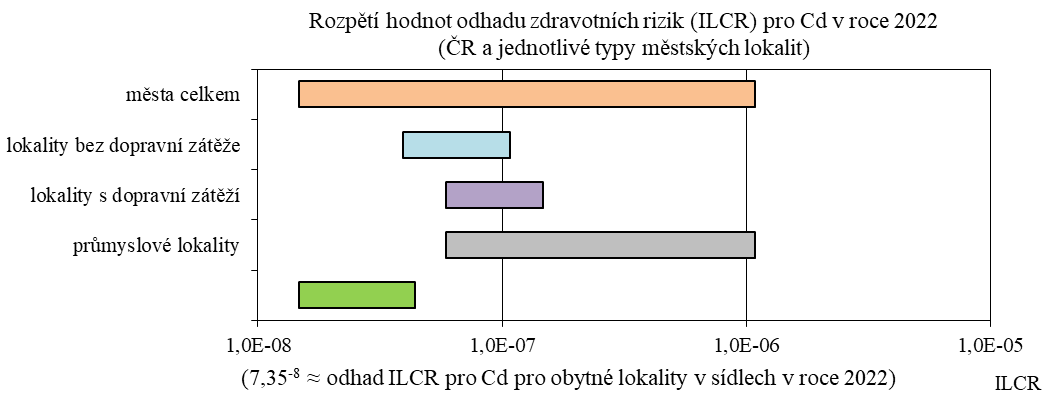 Rozpětí hodnot odhadu zdravotních rizik (ILCR) pro Cd v roce 2022
(ČR a jednotlivé typy městských lokalit)
města celkem
lokality bez dopravní zátěže
lokality s dopravní zátěží
průmyslové lokality
1,0E-08 1,0E-07 1,0E-06 1,0E-05
(7,35⁻⁸ ≈ odhad ILCR pro Cd pro obytné lokality v sídlech v roce 2022)
ILCR